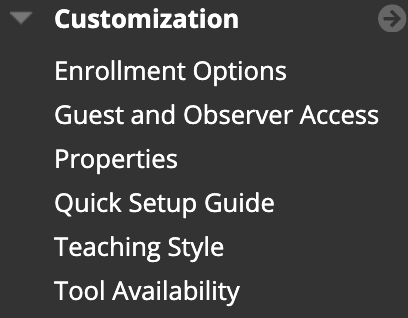 Customization
Enrollment Options
Guest and Observer Access
Properties
Quick Setup Guide
Teaching Style
Tool Availability